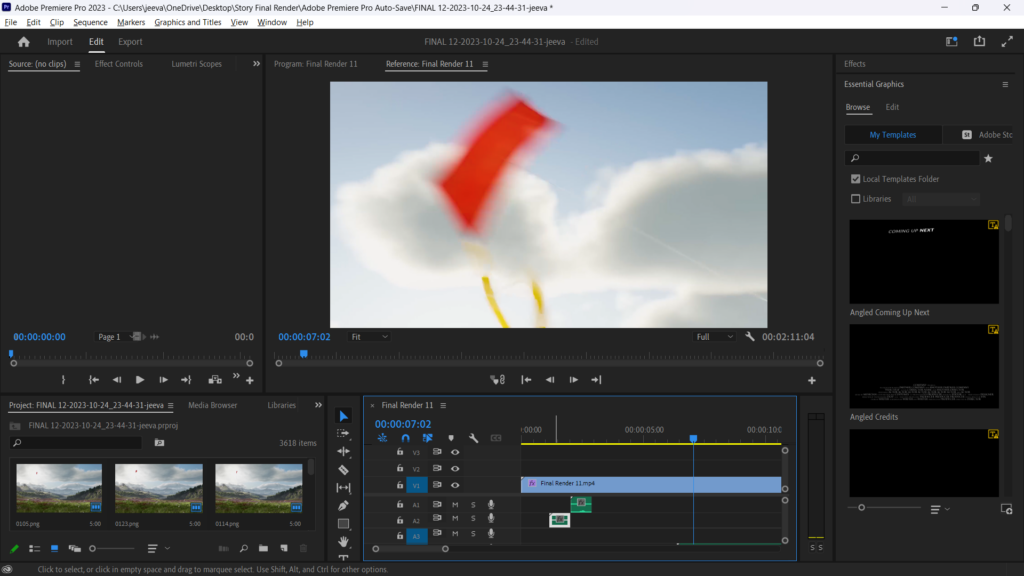 Adobe Premiere Pro 2023 - C:\Users\jeeva\OneDrive\Desktop\Story Final Render\Adobe Premiere Pro Auto-Save\FINAL 12-2023-10-24_23-44-31-jeeva *
File Edit Clip Sequence Markers Graphics and Titles View Window Help
Import Edit Export FINAL 12-2023-10-24_23-44-31-jeeva - Edited
Source: (no clips) Effect Controls Lumetri Scopes
Program: Final Render 11 Reference: Final Render 11
Effects
Essential Graphics
Browse Edit
My Templates St Adobe Stc
Local Templates Folder
Libraries All
COMING UP NEXT
Angled Coming Up Next
Angled Credits
00:00:00:00 Page 1 00:0
00:00:07:02 Fit Full 00:02:11:04
Project: FINAL 12-2023-10-24_23-44-31-jeeva Media Browser Libraries
FINAL 12-2023-10-24_23-44-31-jeeva.prproj
3618 items
0105.png 5:00 0123.png 5:00 0114.png 5:00
× Final Render 11
00:00:07:02
:00:00 00:00:05:00 00:00:10:0
V3
V2
V1 Final Render 11.mp4
A1 M S
A2 M S
A3 M S
S S
Click to select, or click in empty space and drag to marquee select. Use Shift, Alt, and Ctrl for other options.